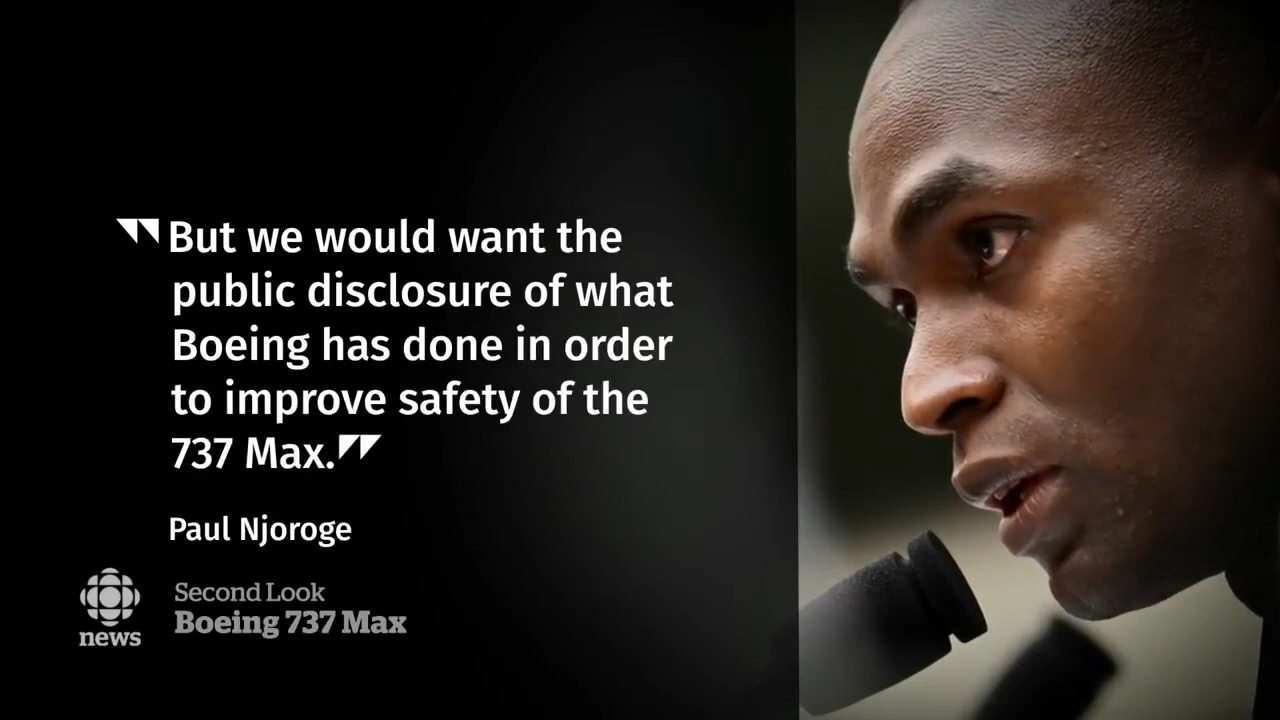 "But we would want the
public disclosure of what
Boeing has done in order
to improve safety of the
737 Max."
Paul Njoroge
news
Second Look
Boeing 737 Max